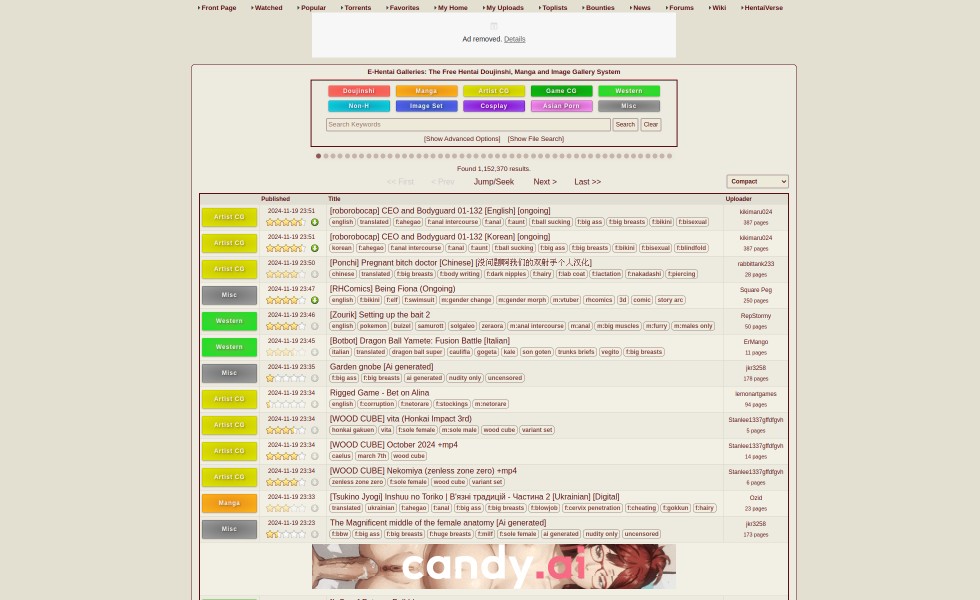 Front Page Watched Popular Torrents Favorites My Home My Uploads Toplists Bounties News Forums Wiki HentaiVerse
Ad removed. Details
E-Hentai Galleries: The Free Hentai Doujinshi, Manga and Image Gallery System
Doujinshi Manga Artist CG Game CG Western
Non-H Image Set Cosplay Asian Porn Misc
Search Keywords Search Clear
[Show Advanced Options] [Show File Search]
Found 1,152,370 results.
<< First < Prev Jump/Seek Next > Last >> Compact
Published Title Uploader
Artist CG 2024-11-19 23:51 [roborobocap] CEO and Bodyguard 01-132 [English] [ongoing] kikimaru024
english translated f:ahegao f:anal intercourse f:anal f:aunt f:ball sucking f:big ass f:big breasts f:bikini f:bisexual 387 pages
Artist CG 2024-11-19 23:51 [roborobocap] CEO and Bodyguard 01-132 [Korean] [ongoing] kikimaru024
korean f:ahegao f:anal intercourse f:anal f:aunt f:ball sucking f:big ass f:big breasts f:bikini f:bisexual f:blindfold 387 pages
Artist CG 2024-11-19 23:50 [Ponchi] Pregnant bitch doctor [Chinese] [没问题啊我们的双射乎个人汉化] rabbittank233
chinese translated f:big breasts f:body writing f:dark nipples f:hairy f:lab coat f:lactation f:nakadashi f:piercing 28 pages
Misc 2024-11-19 23:47 [RHComics] Being Fiona (Ongoing) Square Peg
english f:bikini f:elf f:swimsuit m:gender change m:gender morph m:vtuber rhcomics 3d comic story arc 250 pages
Western 2024-11-19 23:46 [Zourik] Setting up the bait 2 RepStormy
english pokemon buizel samurott solgaleo zeraora m:anal intercourse m:anal m:big muscles m:furry m:males only 50 pages
Western 2024-11-19 23:45 [Botbot] Dragon Ball Yamete: Fusion Battle [Italian] ErMango
italian translated dragon ball super caulifla gogeta kale son goten trunks briefs vegito f:big breasts 11 pages
Misc 2024-11-19 23:35 Garden gnobe [Ai generated] jkr3258
f:big ass f:big breasts ai generated nudity only uncensored 178 pages
Artist CG 2024-11-19 23:34 Rigged Game - Bet on Alina lemonartgames
english f:corruption f:netorare f:stockings m:netorare 94 pages
Artist CG 2024-11-19 23:34 [WOOD CUBE] vita (Honkai Impact 3rd) Stanlee1337gffdfgvh
honkai gakuen vita f:sole female m:sole male wood cube variant set 5 pages
Artist CG 2024-11-19 23:34 [WOOD CUBE] October 2024 +mp4 Stanlee1337gffdfgvh
caelus march 7th wood cube 14 pages
Artist CG 2024-11-19 23:34 [WOOD CUBE] Nekomiya (zenless zone zero) +mp4 Stanlee1337gffdfgvh
zenless zone zero f:sole female wood cube variant set 6 pages
Manga 2024-11-19 23:33 [Tsukino Jyogi] Inshuu no Toriko | В'язні традицій - Частина 2 [Ukrainian] [Digital] Ozid
translated ukrainian f:ahegao f:anal f:big ass f:big breasts f:blowjob f:cervix penetration f:cheating f:gokkun f:hairy 23 pages
Misc 2024-11-19 23:23 The Magnificent middle of the female anatomy [Ai generated] jkr3258
f:bbw f:big ass f:big breasts f:huge breasts f:milf f:sole female ai generated nudity only uncensored 173 pages
candy.ai